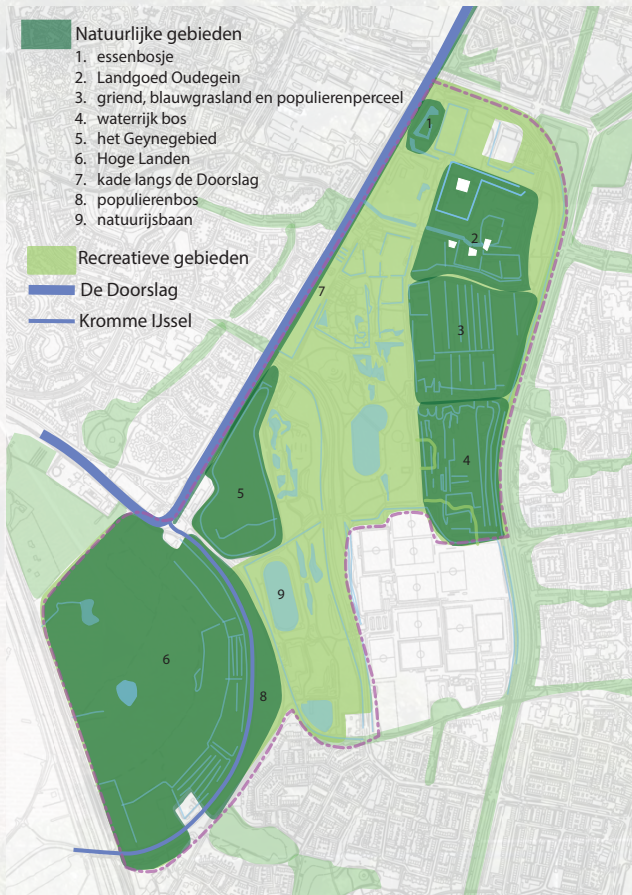 Natuurlijke gebieden
1. essenbosje
2. Landgoed Oudegein
3. griend, blauwgrasland en populierenperceel
4. waterrijk bos
5. het Geynegebied
6. Hoge Landen
7. kade langs de Doorslag
8. populierenbos
9. natuurijsbaan
Recreatieve gebieden
De Doorslag
Kromme IJssel
1
2
7
3
4
5
9
6
8